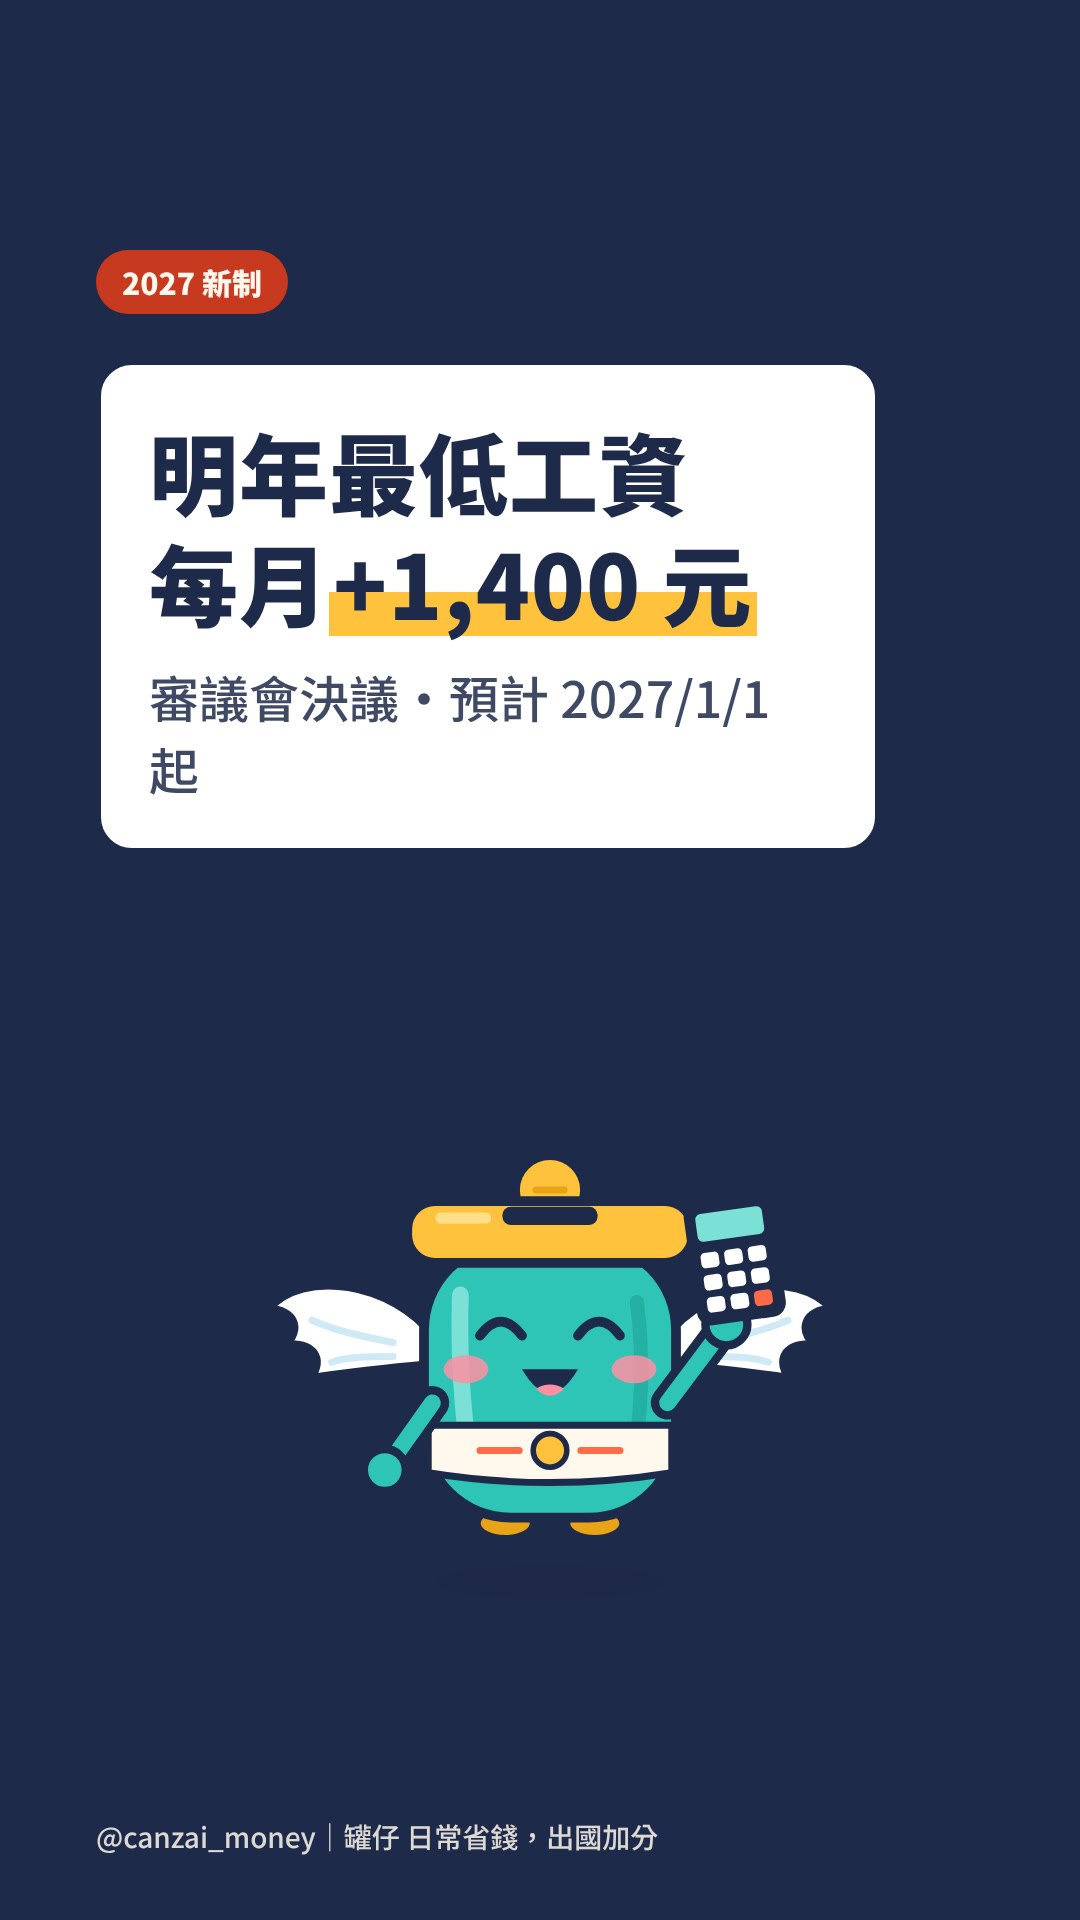 2027 新制
明年最低工資
每月+1,400 元
審議會決議・預計 2027/1/1
起
@canzai_money｜罐仔 日常省錢，出國加分